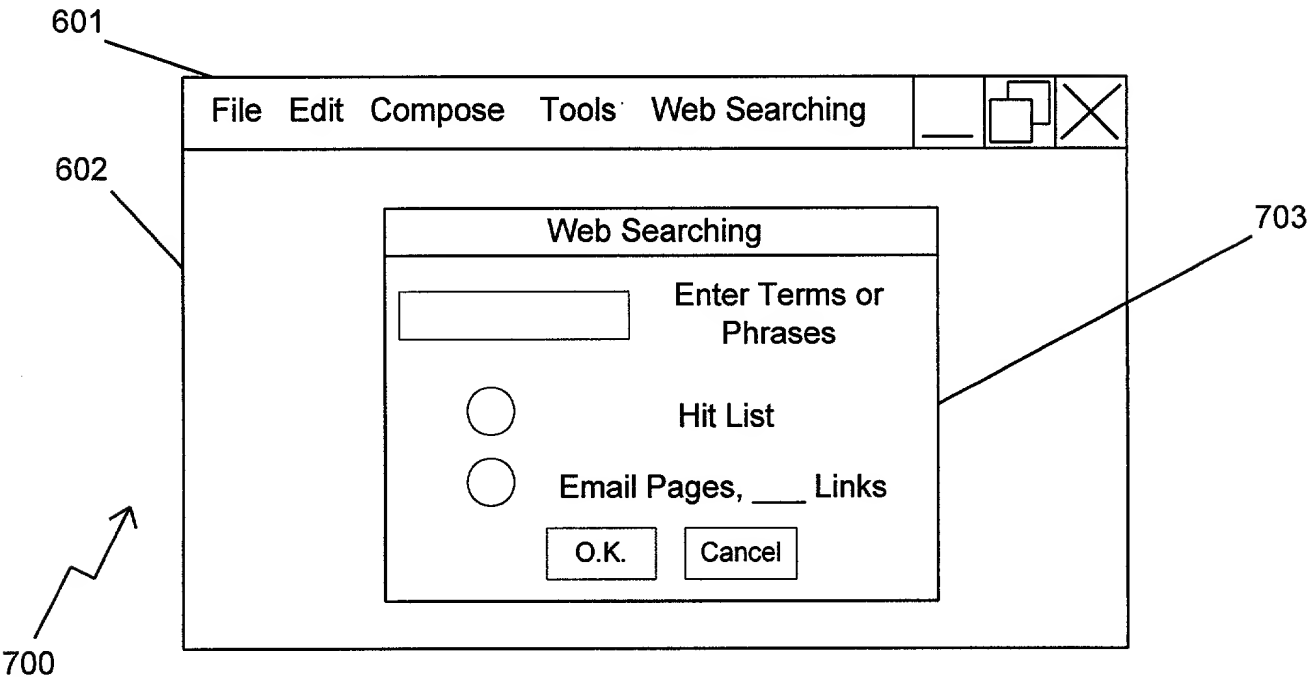 601
File Edit Compose Tools Web Searching
602
703
Web Searching
Enter Terms or
Phrases
Hit List
Email Pages, ___ Links
O.K. Cancel
700